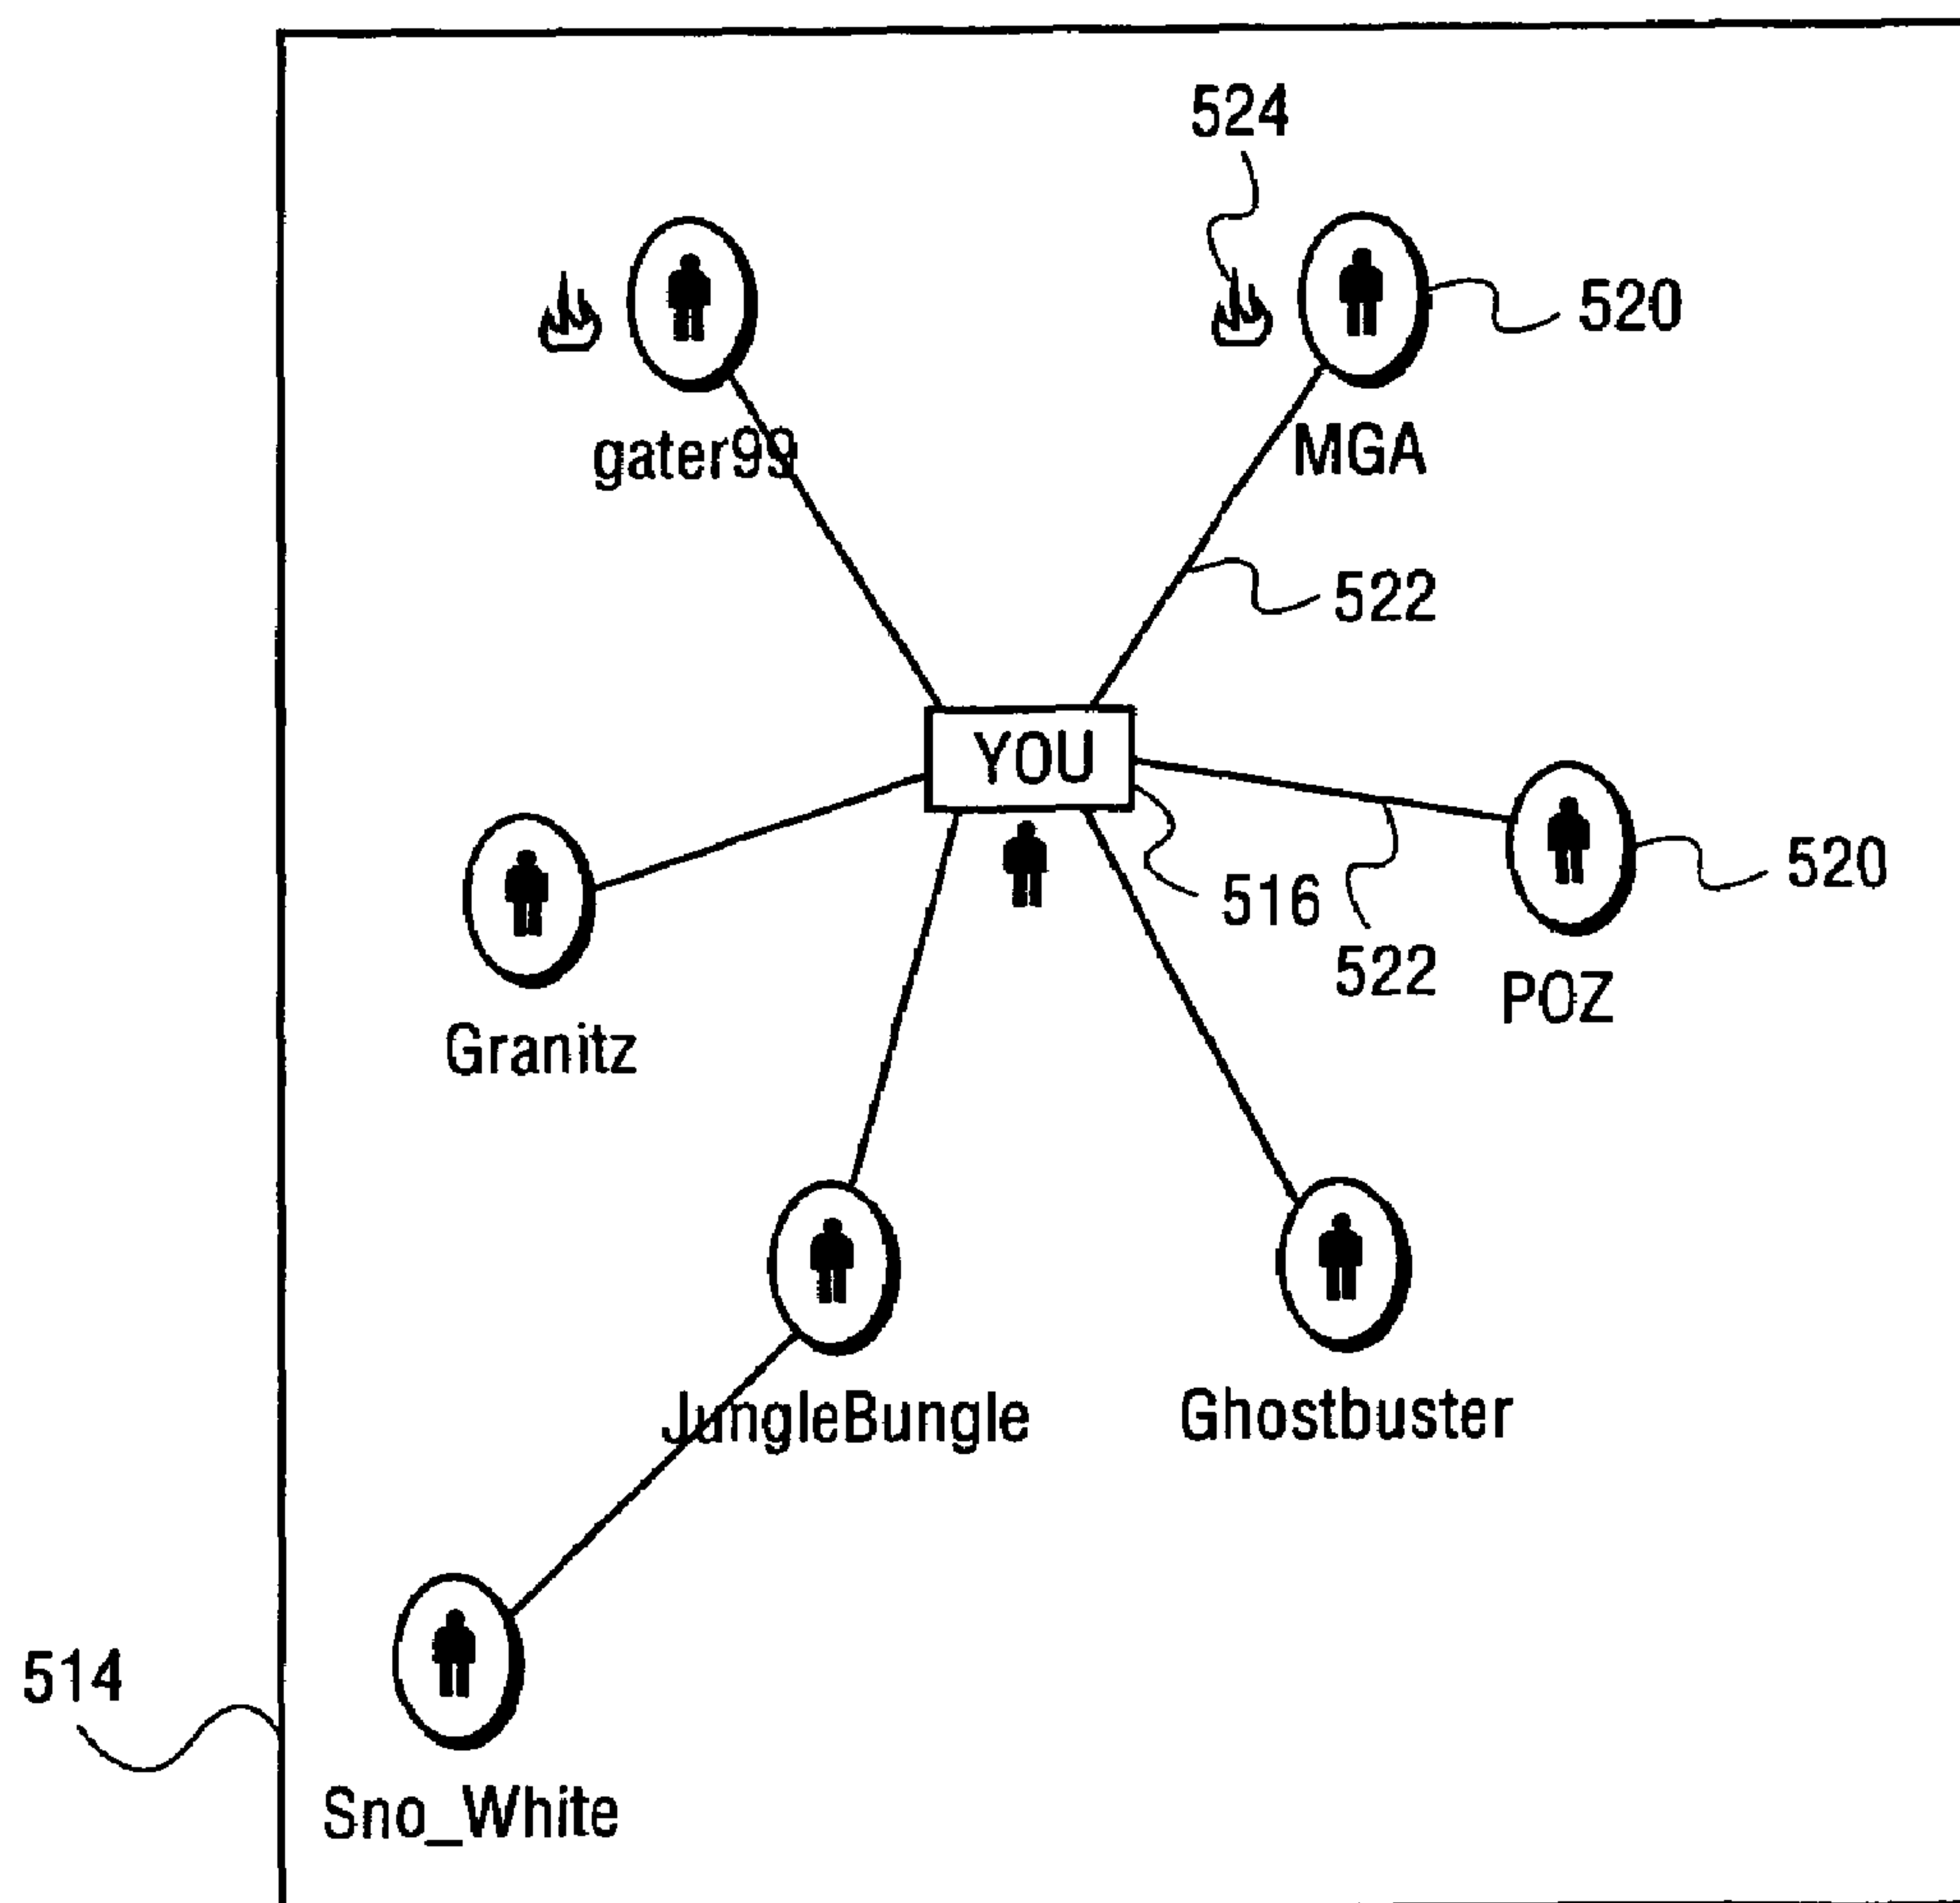 524
520
gater99
MGA
522
YOU
516
520
522
POZ
Granitz
JungleBungle
Ghostbuster
514
Sno_White